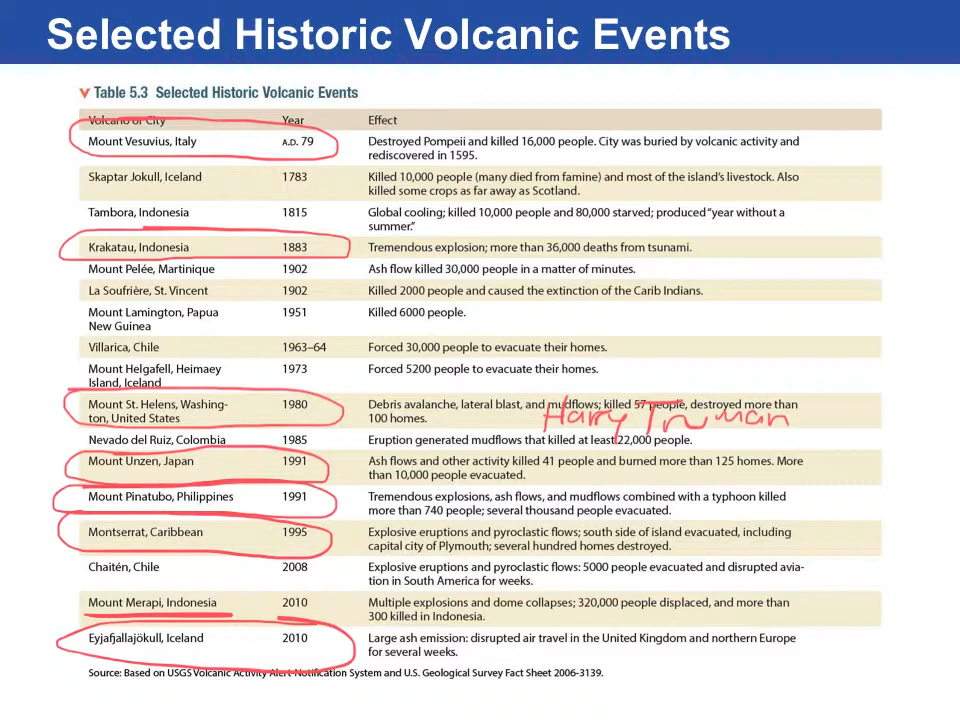 Selected Historic Volcanic Events
Table 5.3 Selected Historic Volcanic Events
Volcano or City Year Effect
Mount Vesuvius, Italy A.D. 79 Destroyed Pompeii and killed 16,000 people. City was buried by volcanic activity and
rediscovered in 1595.
Skaptar Jokull, Iceland 1783 Killed 10,000 people (many died from famine) and most of the island's livestock. Also
killed some crops as far away as Scotland.
Tambora, Indonesia 1815 Global cooling; killed 10,000 people and 80,000 starved; produced "year without a
summer."
Krakatau, Indonesia 1883 Tremendous explosion; more than 36,000 deaths from tsunami.
Mount Pelée, Martinique 1902 Ash flow killed 30,000 people in a matter of minutes.
La Soufrière, St. Vincent 1902 Killed 2000 people and caused the extinction of the Carib Indians.
Mount Lamington, Papua 1951 Killed 6000 people.
New Guinea
Villarica, Chile 1963–64 Forced 30,000 people to evacuate their homes.
Mount Helgafell, Heimaey 1973 Forced 5200 people to evacuate their homes.
Island, Iceland
Mount St. Helens, Washing- 1980 Debris avalanche, lateral blast, and mudflows; killed 57 people, destroyed more than
ton, United States 100 homes.
Harry Truman
Nevado del Ruiz, Colombia 1985 Eruption generated mudflows that killed at least 22,000 people.
Mount Unzen, Japan 1991 Ash flows and other activity killed 41 people and burned more than 125 homes. More
than 10,000 people evacuated.
Mount Pinatubo, Philippines 1991 Tremendous explosions, ash flows, and mudflows combined with a typhoon killed
more than 740 people; several thousand people evacuated.
Montserrat, Caribbean 1995 Explosive eruptions and pyroclastic flows; south side of island evacuated, including
capital city of Plymouth; several hundred homes destroyed.
Chaitén, Chile 2008 Explosive eruptions and pyroclastic flows: 5000 people evacuated and disrupted avia-
tion in South America for weeks.
Mount Merapi, Indonesia 2010 Multiple explosions and dome collapses; 320,000 people displaced, and more than
300 killed in Indonesia.
Eyjafjallajökull, Iceland 2010 Large ash emission: disrupted air travel in the United Kingdom and northern Europe
for several weeks.
Source: Based on USGS Volcanic Activity Alert-Notification System and U.S. Geological Survey Fact Sheet 2006-3139.